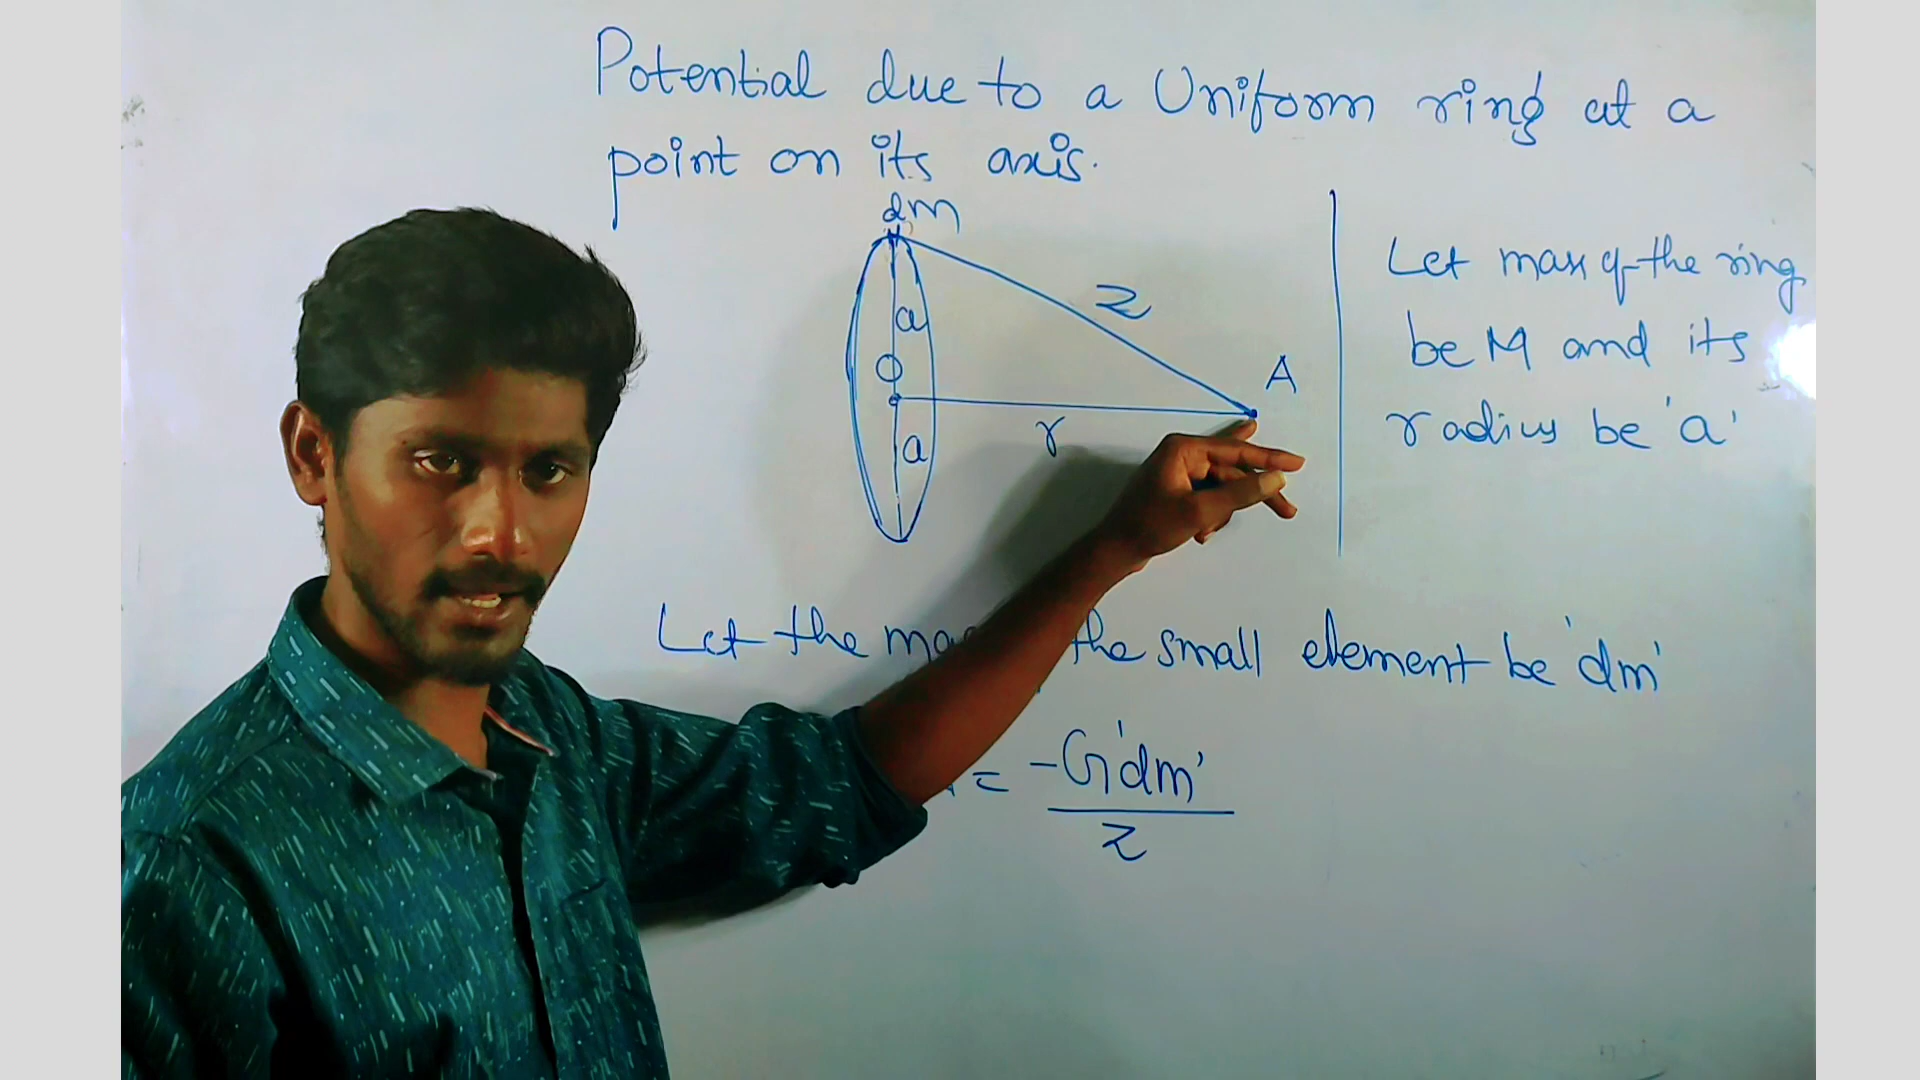 Potential due to a Uniform ring at a
point on its axis.
dm
a
z
O
A
r
a
Let mass of the ring
be M and its
radius be 'a'
Let the the small element be 'dm'
= -G'dm'
z